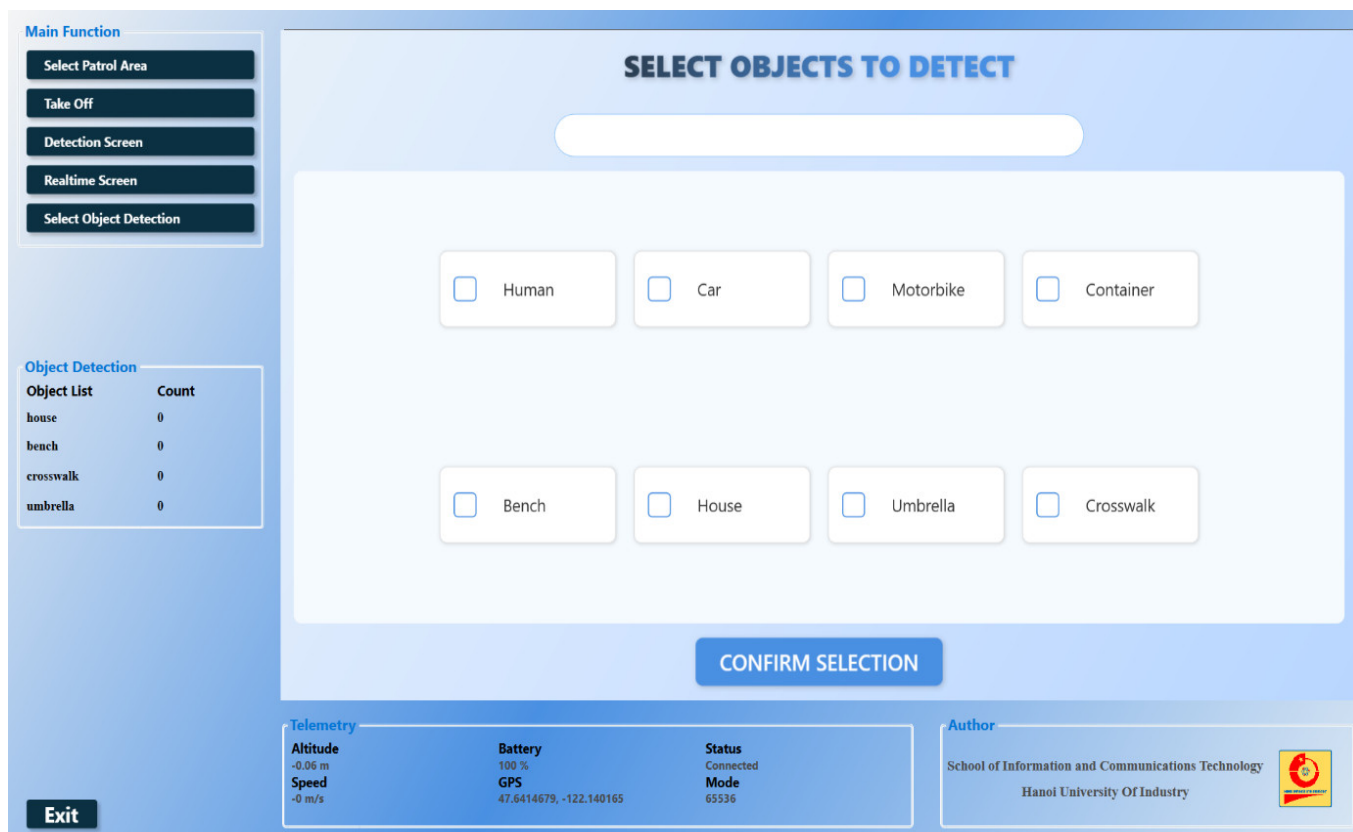 Main Function
Select Patrol Area
Take Off
Detection Screen
Realtime Screen
Select Object Detection
Object Detection
Object List Count
house 0
bench 0
crosswalk 0
umbrella 0
Exit
SELECT OBJECTS TO DETECT
Human Car Motorbike Container
Bench House Umbrella Crosswalk
CONFIRM SELECTION
Telemetry
Altitude Battery Status
-0.06 m 100 % Connected
Speed GPS Mode
-0 m/s 47.6414679, -122.140165 65536
Author
School of Information and Communications Technology
Hanoi University Of Industry